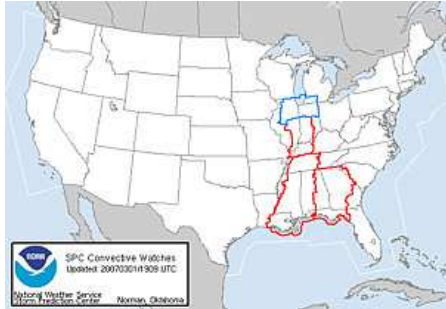 NOAA
SPC Convective Watches
Updated: 20070301/1909 UTC
National Weather Service
Storm Prediction Center Norman, Oklahoma